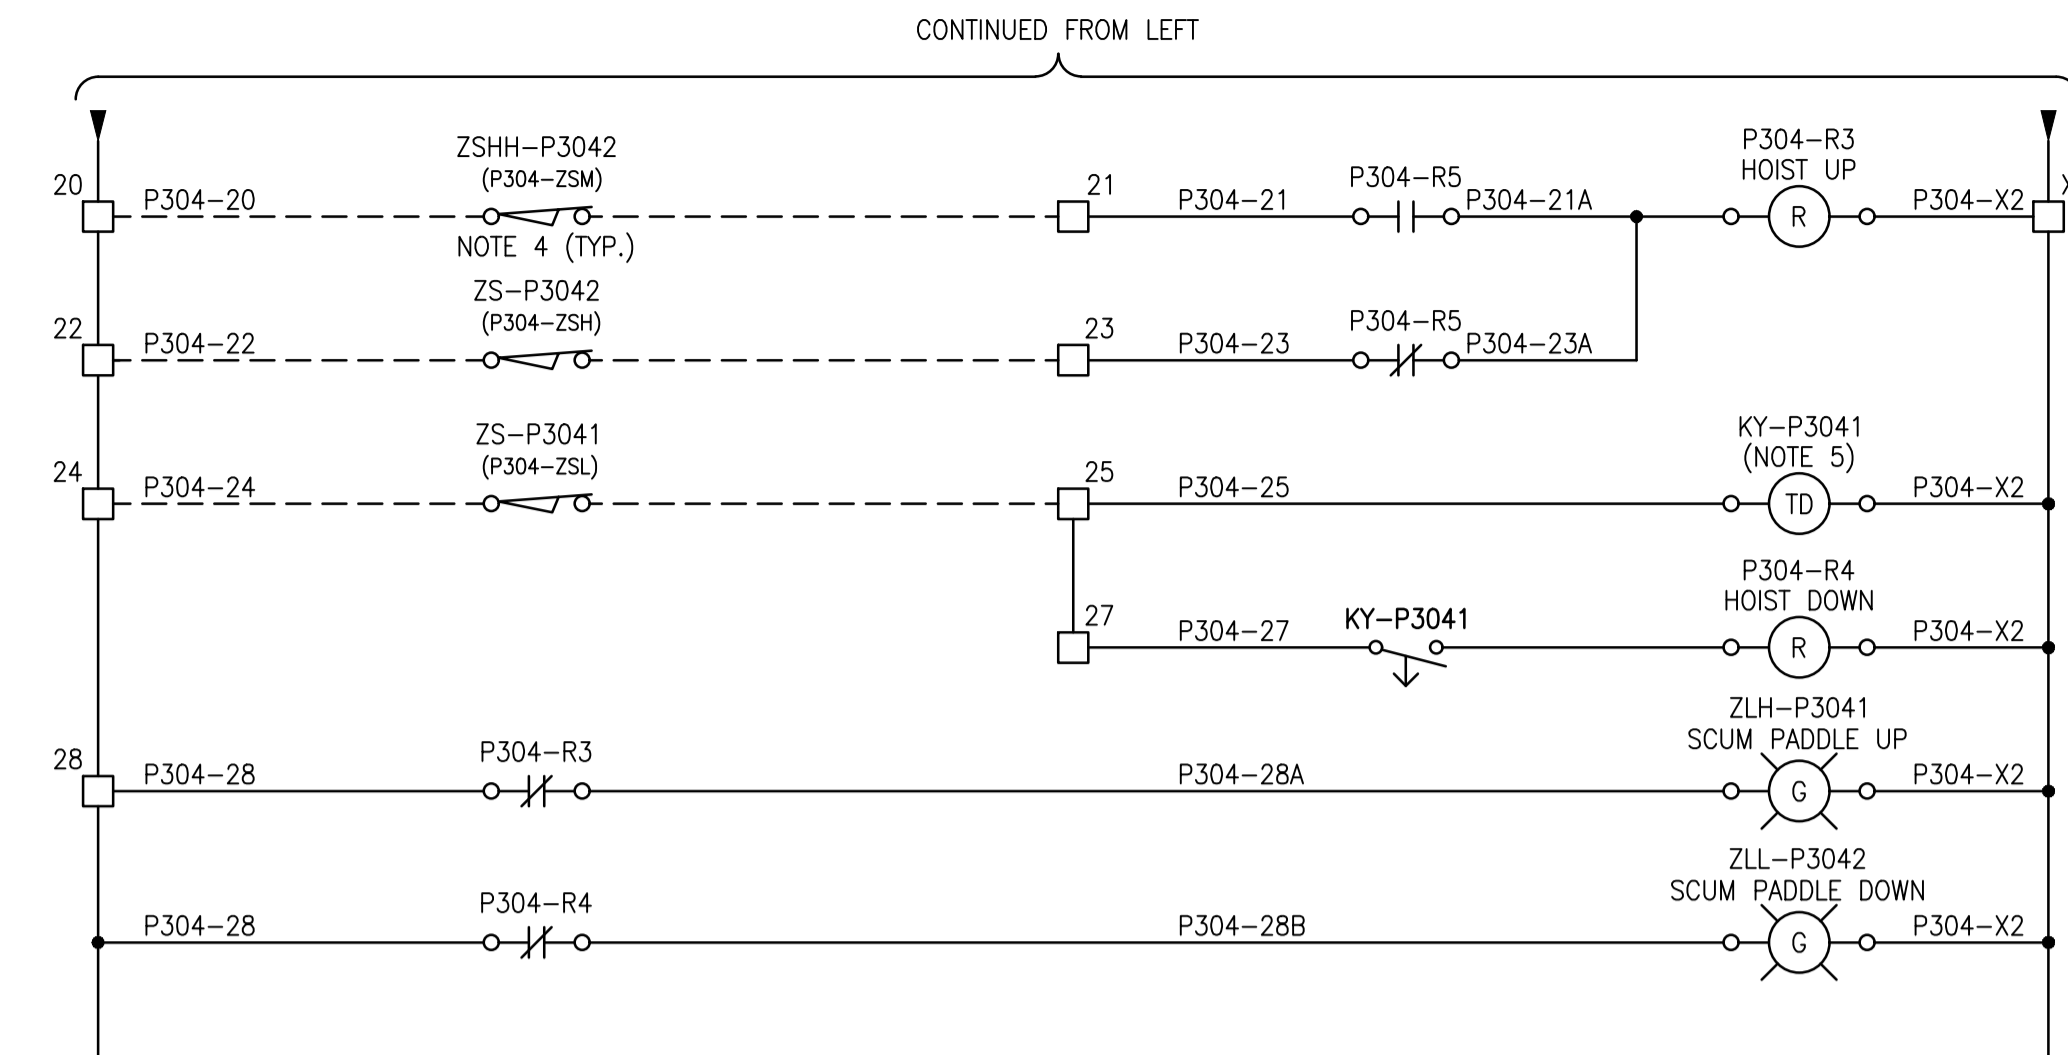 CONTINUED FROM LEFT
ZSHH-P3042
(P304-ZSM)
P304-R3
HOIST UP
20
P304-20
21
P304-21
P304-R5
P304-21A
R
P304-X2
NOTE 4 (TYP.)
ZS-P3042
(P304-ZSH)
22
P304-22
23
P304-23
P304-R5
P304-23A
ZS-P3041
(P304-ZSL)
KY-P3041
(NOTE 5)
24
P304-24
25
P304-25
TD
P304-X2
P304-R4
HOIST DOWN
27
P304-27
KY-P3041
R
P304-X2
ZLH-P3041
SCUM PADDLE UP
28
P304-28
P304-R3
P304-28A
G
P304-X2
ZLL-P3042
SCUM PADDLE DOWN
P304-28
P304-R4
P304-28B
G
P304-X2